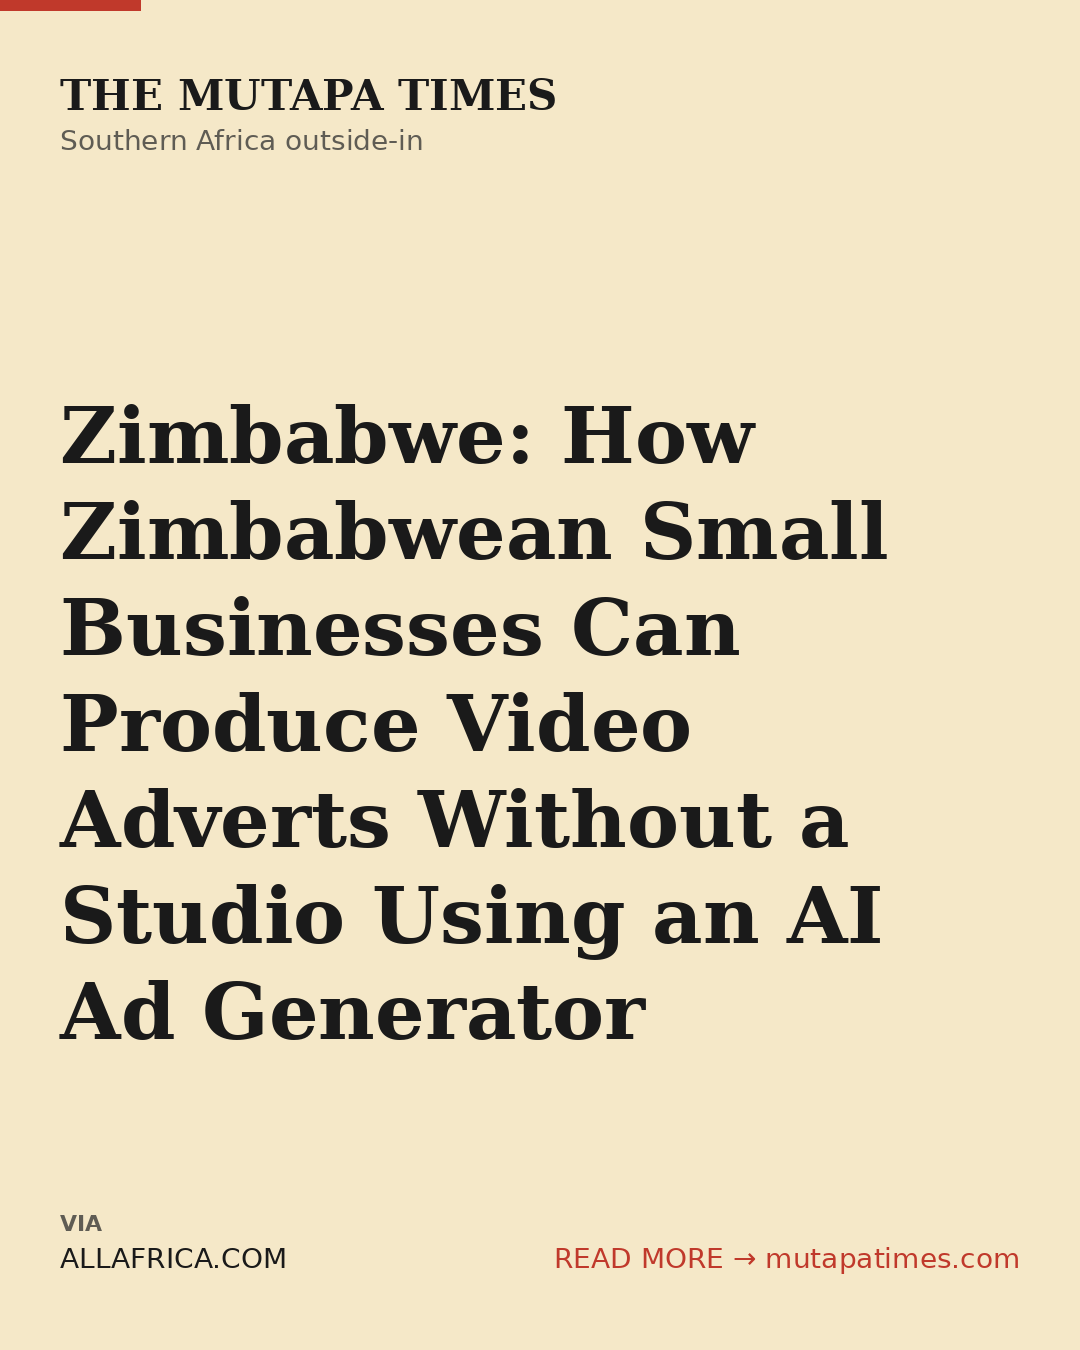 THE MUTAPA TIMES
Southern Africa outside-in
Zimbabwe: How
Zimbabwean Small
Businesses Can
Produce Video
Adverts Without a
Studio Using an AI
Ad Generator
VIA
ALLAFRICA.COM
READ MORE → mutapatimes.com